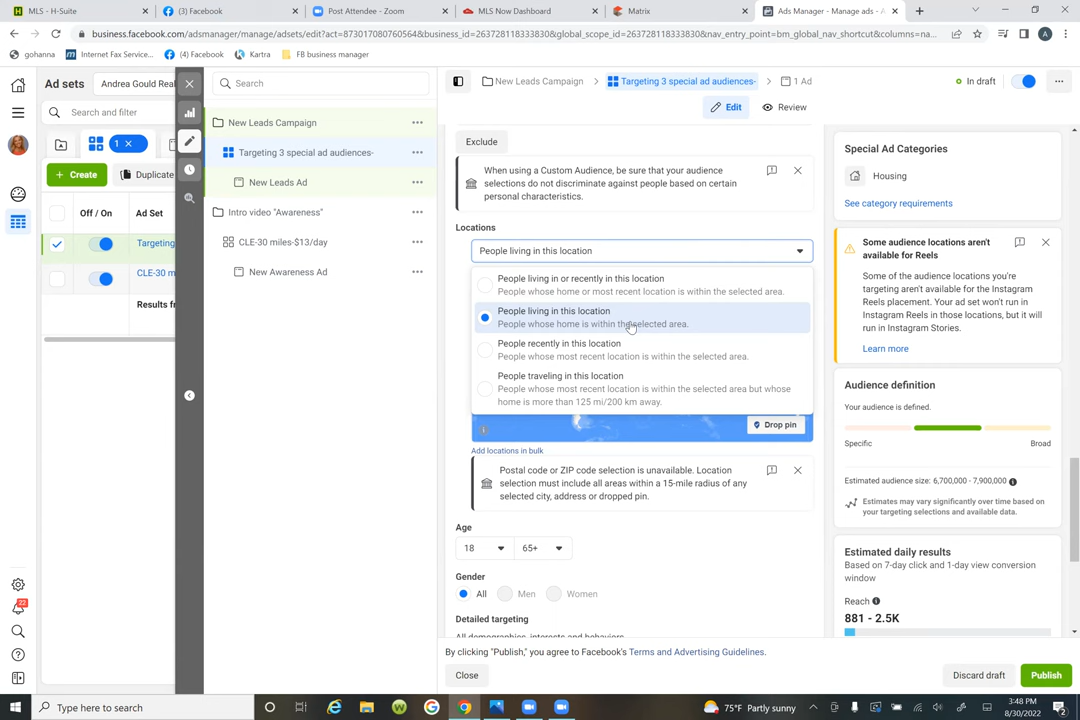 MLS - H-Suite
(3) Facebook
Post Attendee - Zoom
MLS Now Dashboard
Matrix
Ads Manager - Manage ads - A
business.facebook.com/adsmanager/manage/adsets/edit?act=873017080760564&business_id=263728118333830&global_scope_id=263728118333830&nav_entry_point=bm_global_nav_shortcut&columns=na...
gohanna
Internet Fax Service...
(4) Facebook
Kartra
FB business manager
Ad sets
Andrea Gould Real
Search and filter
1
+ Create
Duplicate
Off / On
Ad Set
Targeting
CLE-30 m
Results fr
Search
New Leads Campaign
Targeting 3 special ad audiences-
New Leads Ad
Intro video "Awareness"
CLE-30 miles-$13/day
New Awareness Ad
New Leads Campaign
Targeting 3 special ad audiences-
1 Ad
In draft
Edit
Review
Exclude
When using a Custom Audience, be sure that your audience
selections do not discriminate against people based on certain
personal characteristics.
Locations
People living in this location
People living in or recently in this location
People whose home or most recent location is within the selected area.
People living in this location
People whose home is within the selected area.
People recently in this location
People whose most recent location is within the selected area.
People traveling in this location
People whose most recent location is within the selected area but whose
home is more than 125 mi/200 km away.
Drop pin
Add locations in bulk
Postal code or ZIP code selection is unavailable. Location
selection must include all areas within a 15-mile radius of any
selected city, address or dropped pin.
Age
18
65+
Gender
All
Men
Women
Detailed targeting
All demographics, interests and behaviors
By clicking "Publish," you agree to Facebook's Terms and Advertising Guidelines.
Close
Discard draft
Publish
Special Ad Categories
Housing
See category requirements
Some audience locations aren't
available for Reels
Some of the audience locations you're
targeting aren't available for the Instagram
Reels placement. Your ad set won't run in
Instagram Reels in those locations, but it will
run in Instagram Stories.
Learn more
Audience definition
Your audience is defined.
Specific
Broad
Estimated audience size: 6,700,000 - 7,900,000
Estimates may vary significantly over time based on
your targeting selections and available data.
Estimated daily results
Based on 7-day click and 1-day view conversion
window
Reach
881 - 2.5K
22
Type here to search
75°F Partly sunny
3:48 PM
8/30/2022
2